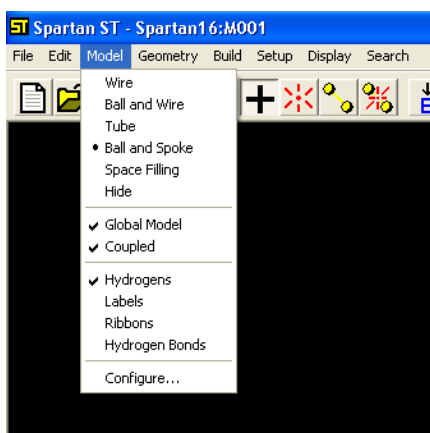 ST Spartan ST - Spartan16:M001
File Edit Model Geometry Build Setup Display Search
Wire
Ball and Wire
Tube
Ball and Spoke
Space Filling
Hide
Global Model
Coupled
Hydrogens
Labels
Ribbons
Hydrogen Bonds
Configure...